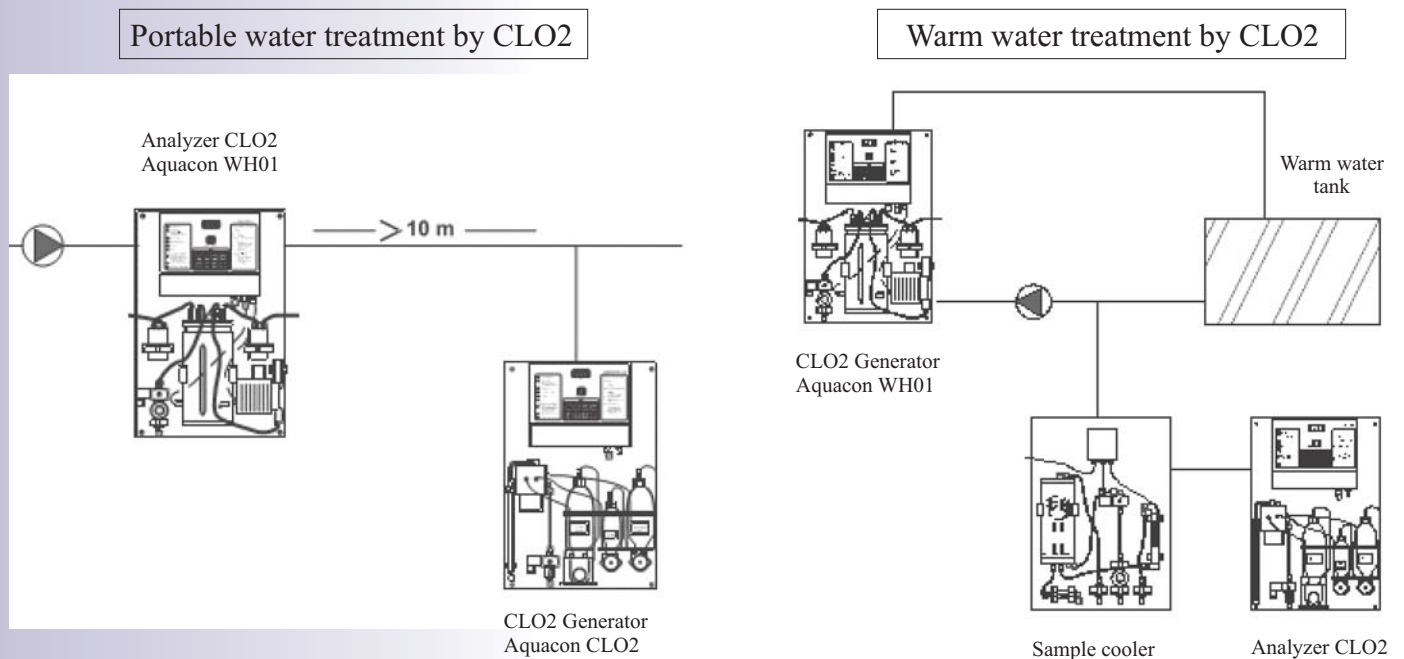 Portable water treatment by CLO2
Analyzer CLO2
Aquacon WH01
> 10 m
CLO2 Generator
Aquacon CLO2
Warm water treatment by CLO2
Warm water
tank
CLO2 Generator
Aquacon WH01
Sample cooler
Analyzer CLO2